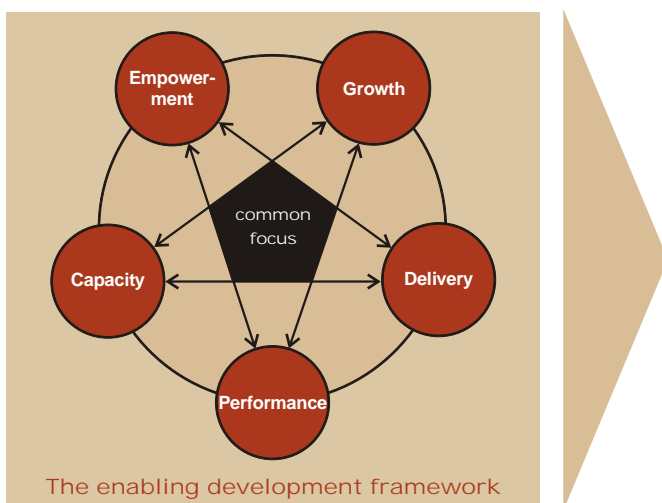 Empower-
ment
Growth
common
focus
Capacity
Delivery
Performance
The enabling development framework